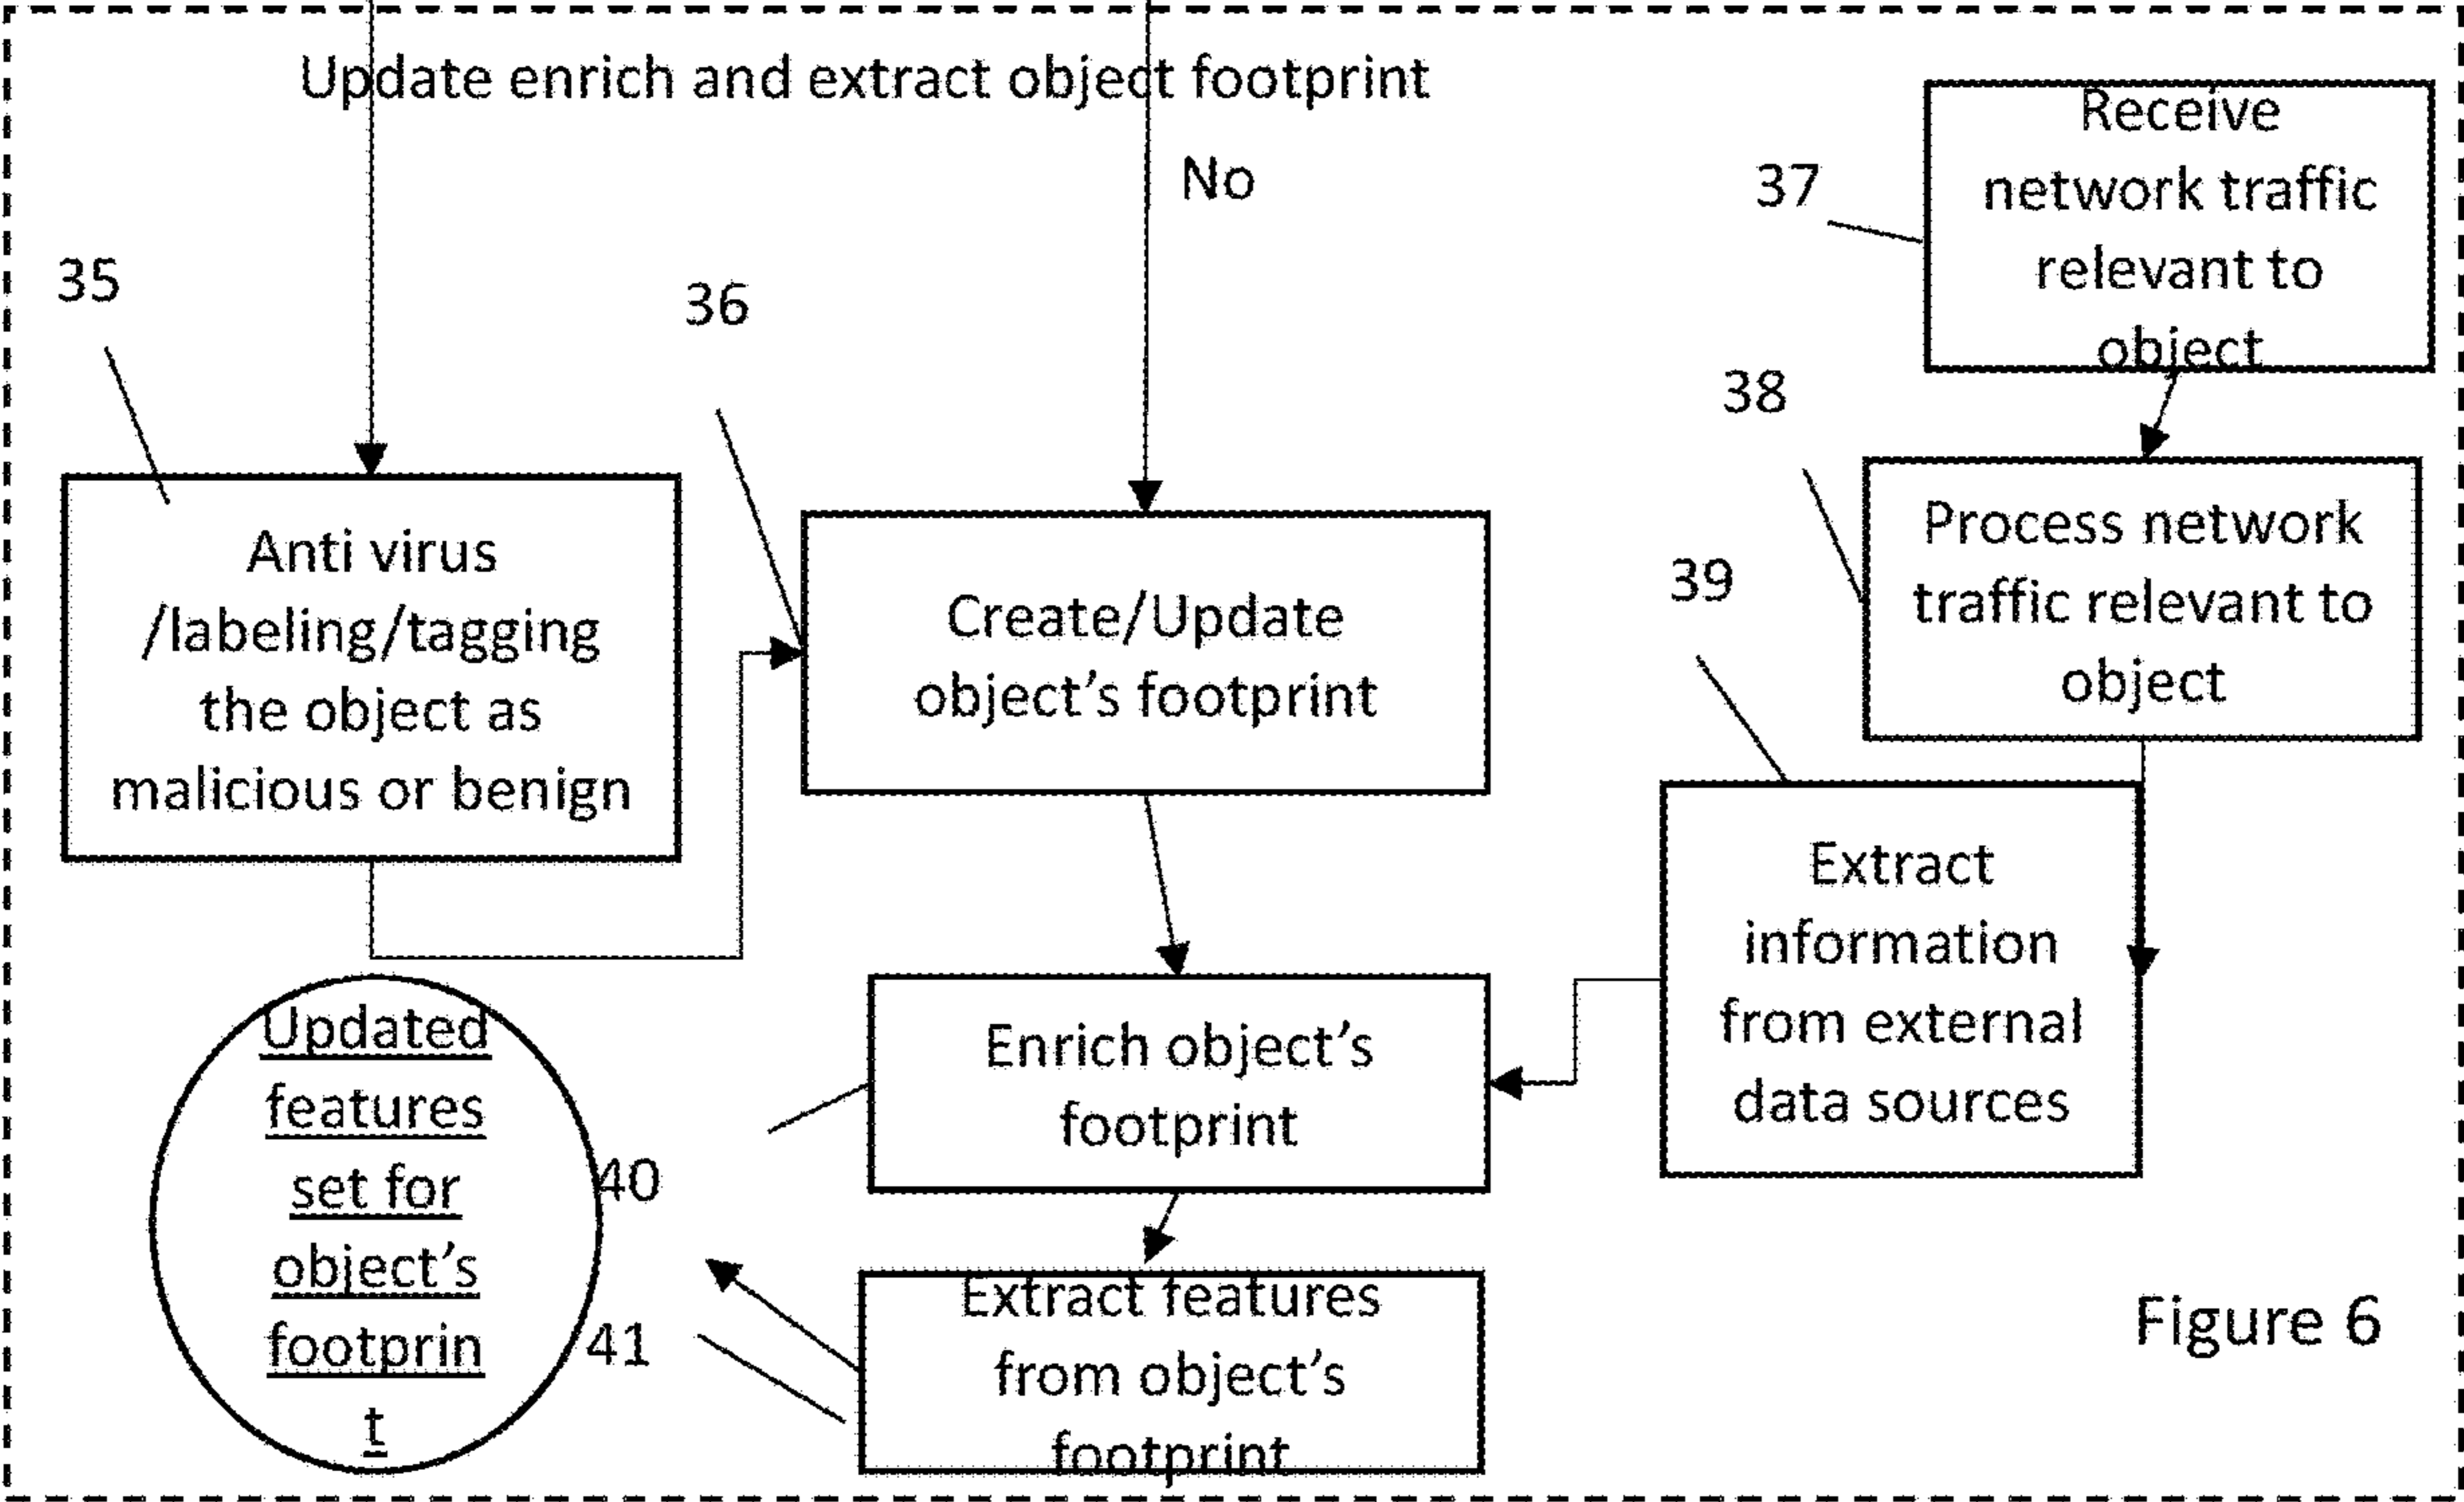 Update enrich and extract object footprint
No
35
Anti virus
/labeling/tagging
the object as
malicious or benign
36
Create/Update
object's footprint
37
Receive
network traffic
relevant to
object
38
Process network
traffic relevant to
object
39
Extract
information
from external
data sources
Enrich object's
footprint
40
Extract features
from object's
footprint
41
Updated
features
set for
object's
footprin
t
Figure 6